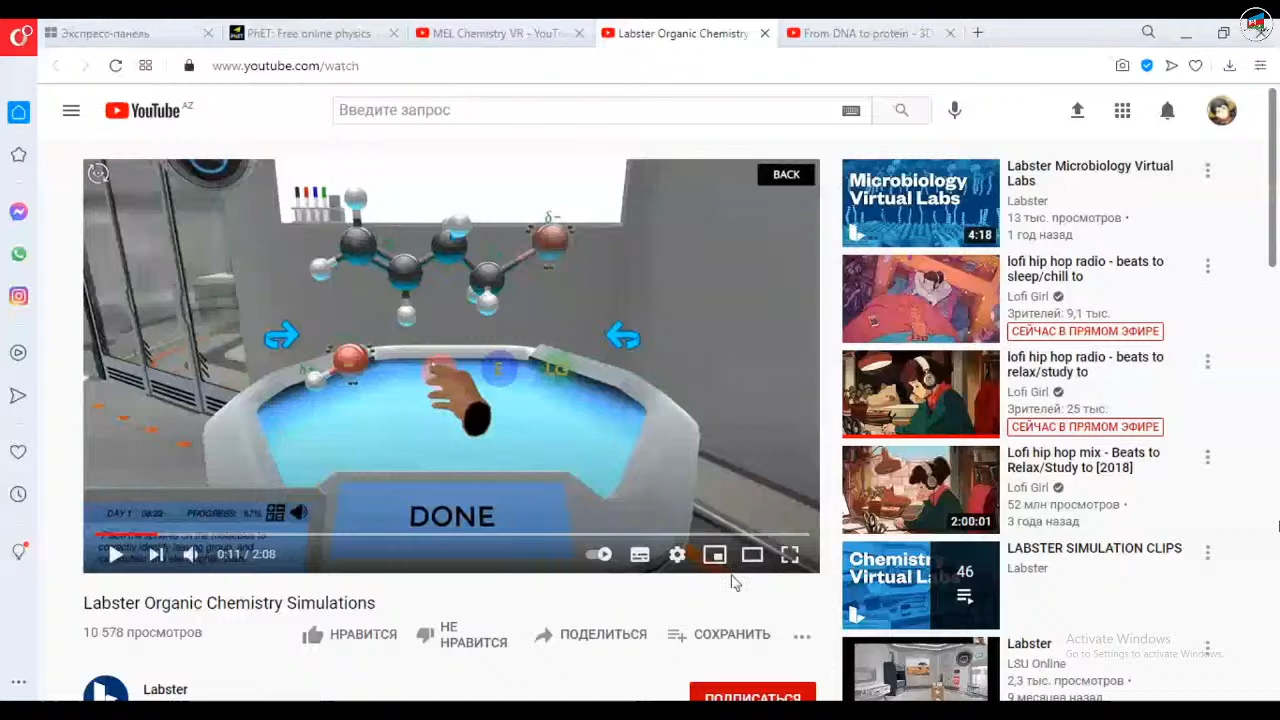 Экспресс-панель
PhET: Free online physics
MEL Chemistry VR - YouT
Labster Organic Chemistry
From DNA to protein - 3D
www.youtube.com/watch
YouTube AZ
Введите запрос
BACK
δ-
DONE
DAY 1
PROGRESS: 67%
0:11 / 2:08
Labster Organic Chemistry Simulations
10 578 просмотров
НРАВИТСЯ
НЕ
НРАВИТСЯ
ПОДЕЛИТЬСЯ
СОХРАНИТЬ
Labster
ПОДПИСАТЬСЯ
Microbiology
Virtual Labs
4:18
Labster Microbiology Virtual
Labs
Labster
13 тыс. просмотров •
1 год назад
lofi hip hop radio - beats to
sleep/chill to
Lofi Girl
Зрителей: 9,1 тыс.
СЕЙЧАС В ПРЯМОМ ЭФИРЕ
lofi hip hop radio - beats to
relax/study to
Lofi Girl
Зрителей: 25 тыс.
СЕЙЧАС В ПРЯМОМ ЭФИРЕ
2:00:01
Lofi hip hop mix - Beats to
Relax/Study to [2018]
Lofi Girl
52 млн просмотров •
3 года назад
Chemistry
Virtual La
46
LABSTER SIMULATION CLIPS
Labster
Labster
LSU Online
2,3 тыс. просмотров •
9 месяцев назад
Activate Windows
Go to Settings to activate Windows.